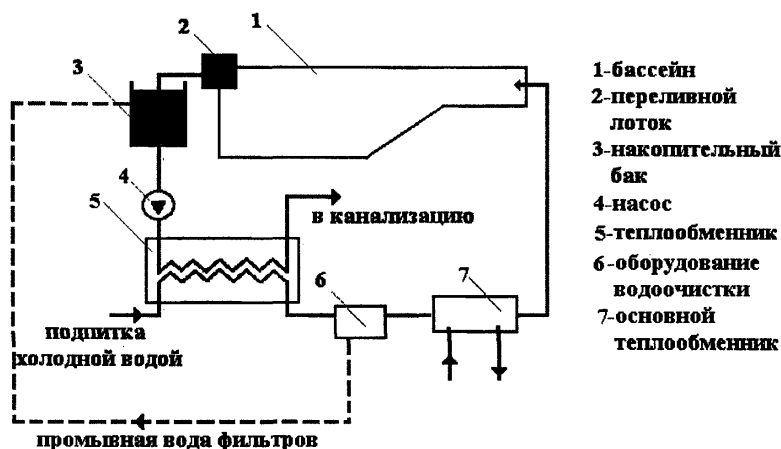 1
2
3
4
5
6
7
в канализацию
подпитка
холодной водой
промывная вода фильтров
1-бассейн
2-переливной
лоток
3-накопительный
бак
4-насос
5-теплообменник
6-оборудование
водоочистки
7-основной
теплообменник